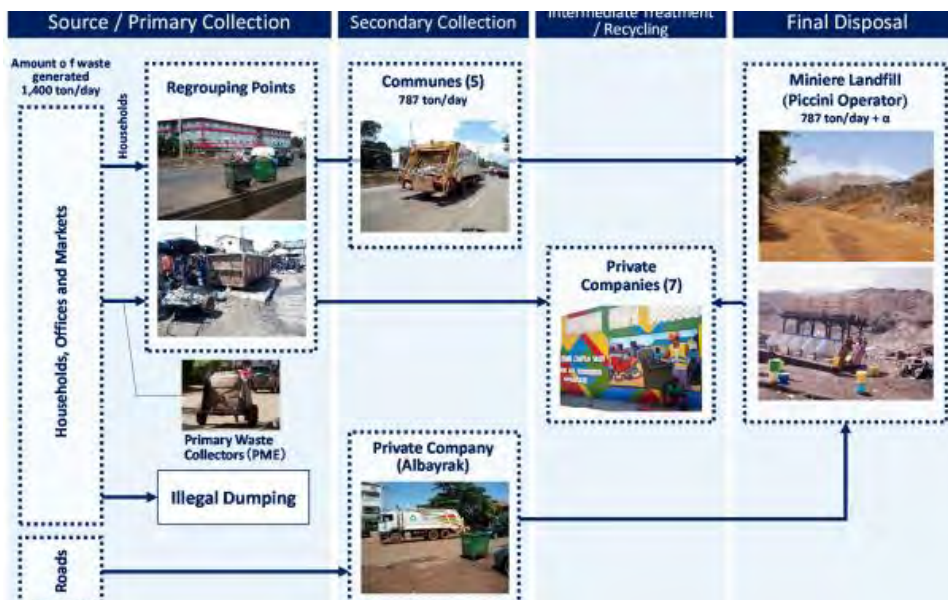 Source / Primary Collection
Secondary Collection
Intermediate Treatment
/ Recycling
Final Disposal
Amount o f waste
generated
1,400 ton/day
Households
Regrouping Points
Communes (5)
787 ton/day
Miniere Landfill
(Piccini Operator)
787 ton/day + α
Households, Offices and Markets
Private
Companies (7)
Primary Waste
Collectors (PME)
Illegal Dumping
Private Company
(Albayrak)
Roads